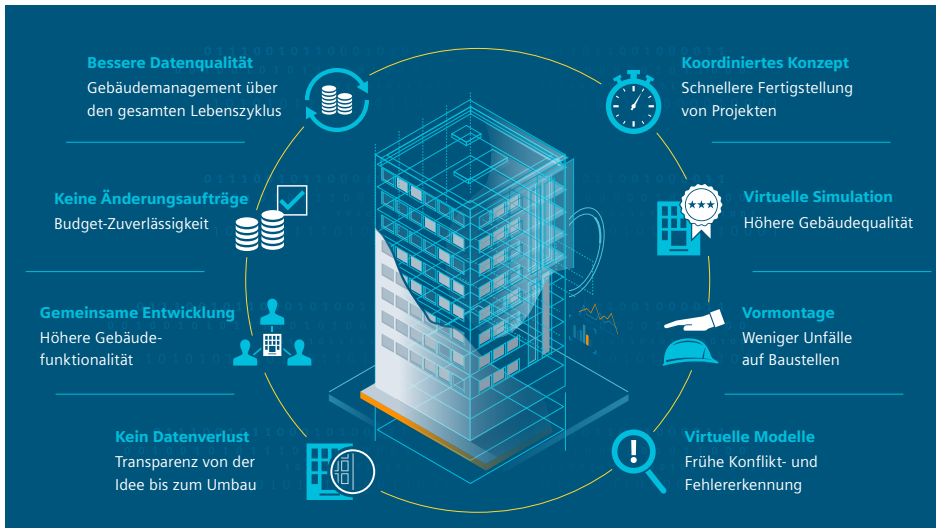 Bessere Datenqualität
Gebäudemanagement über
den gesamten Lebenszyklus
Keine Änderungsaufträge
Budget-Zuverlässigkeit
Gemeinsame Entwicklung
Höhere Gebäude-
funktionalität
Kein Datenverlust
Transparenz von der
Idee bis zum Umbau
Koordiniertes Konzept
Schnellere Fertigstellung
von Projekten
Virtuelle Simulation
Höhere Gebäudequalität
Vormontage
Weniger Unfälle
auf Baustellen
Virtuelle Modelle
Frühe Konflikt- und
Fehlererkennung